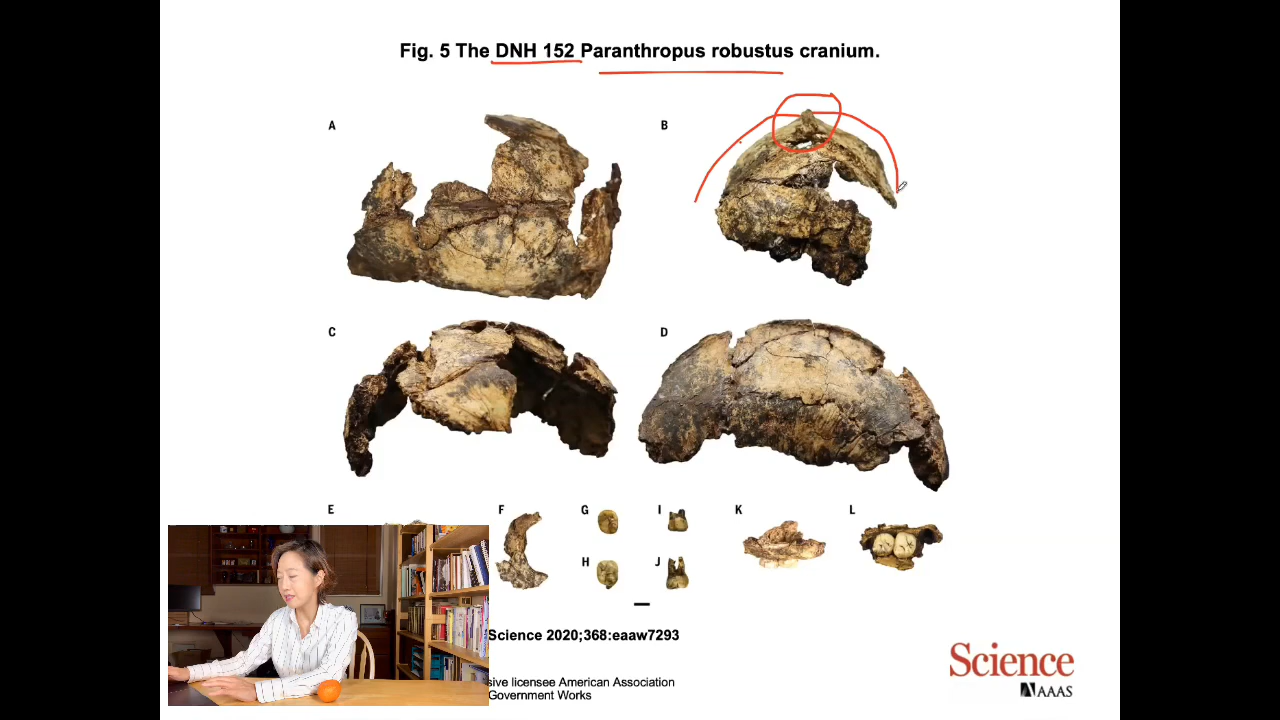 Fig. 5 The DNH 152 Paranthropus robustus cranium.
A
B
C
D
E
F
G
I
K
L
H
J
Science 2020;368:eaaw7293
sive licensee American Association
Government Works
Science
AAAS